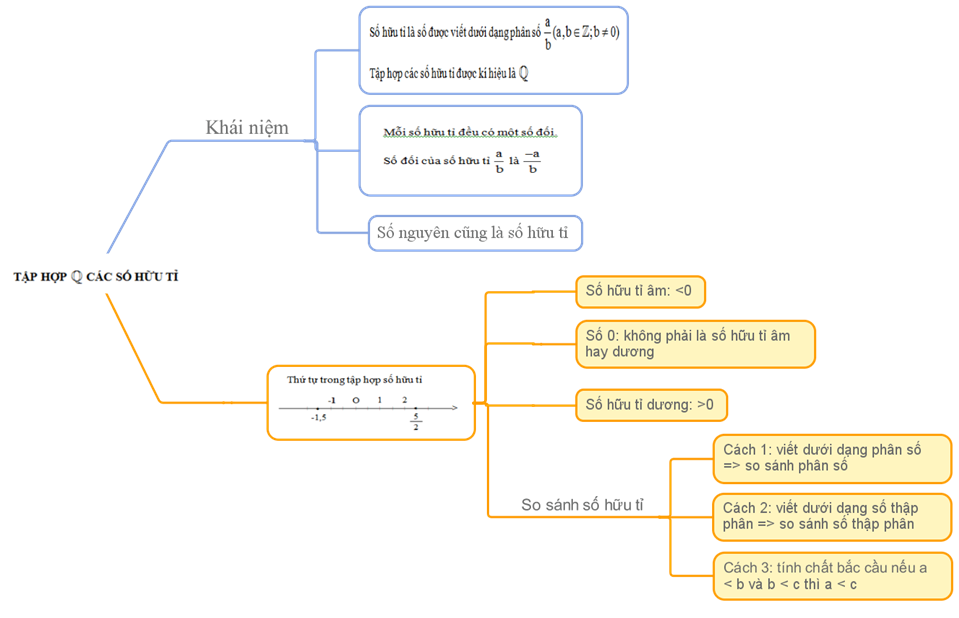 Số hữu tỉ là số được viết dưới dạng phân số a/b (a,b ∈ ℤ; b ≠ 0)
Tập hợp các số hữu tỉ được kí hiệu là ℚ
Khái niệm
Mỗi số hữu tỉ đều có một số đối.
Số đối của số hữu tỉ a/b là -a/b
Số nguyên cũng là số hữu tỉ
TẬP HỢP ℚ CÁC SỐ HỮU TỈ
Số hữu tỉ âm: <0
Số 0: không phải là số hữu tỉ âm
hay dương
Thứ tự trong tập hợp số hữu tỉ
-1 O 1 2
-1,5 5/2
Số hữu tỉ dương: >0
So sánh số hữu tỉ
Cách 1: viết dưới dạng phân số
=> so sánh phân số
Cách 2: viết dưới dạng số thập
phân => so sánh số thập phân
Cách 3: tính chất bắc cầu nếu a
< b và b < c thì a < c